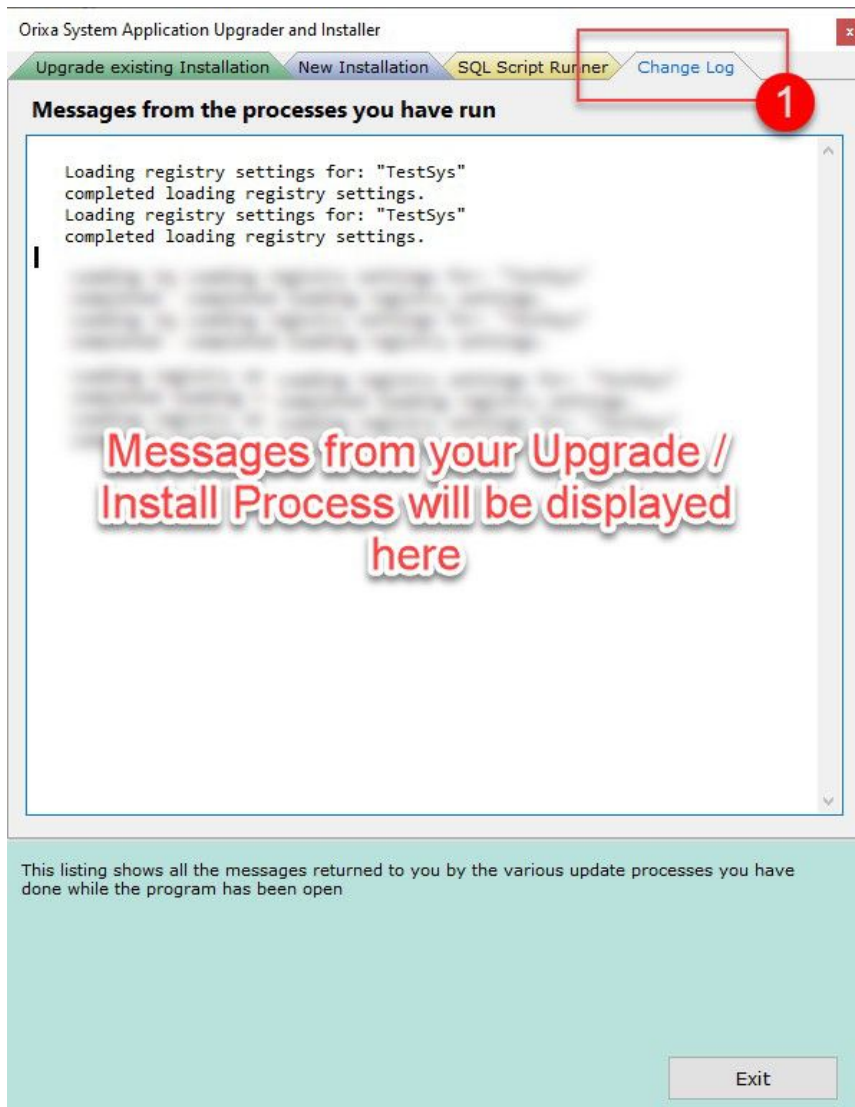 Orixa System Application Upgrader and Installer
x
Upgrade existing Installation New Installation SQL Script Runner Change Log
1
Messages from the processes you have run
Loading registry settings for: "TestSys"
completed loading registry settings.
Loading registry settings for: "TestSys"
completed loading registry settings.
Messages from your Upgrade /
Install Process will be displayed
here
This listing shows all the messages returned to you by the various update processes you have
done while the program has been open
Exit